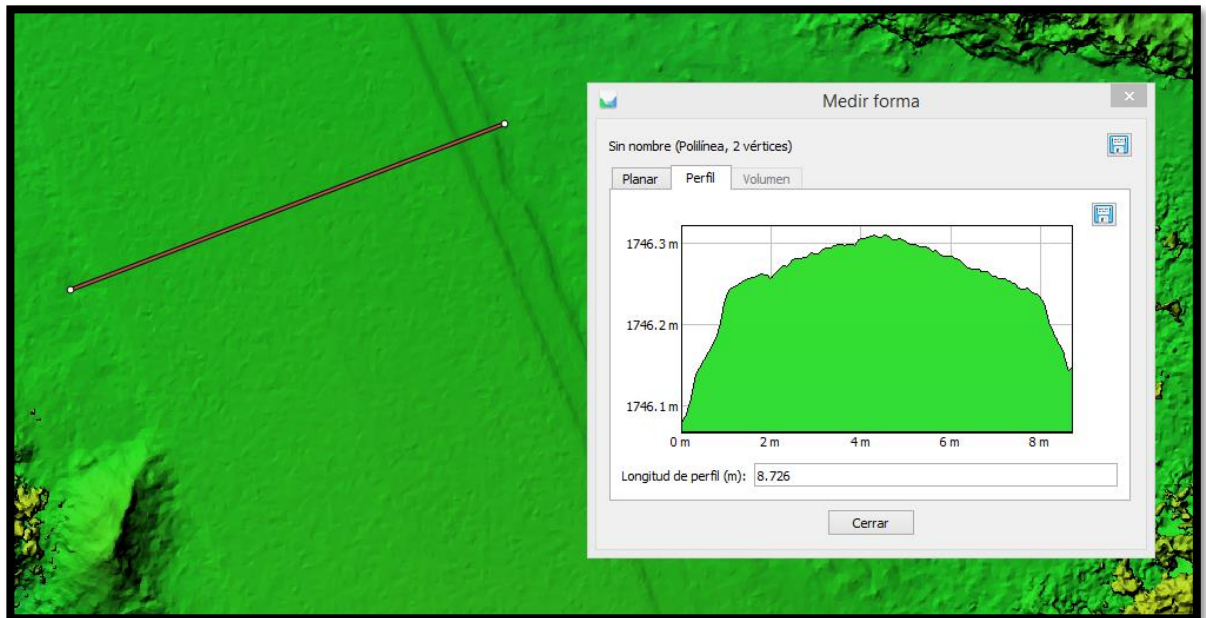 Medir forma
Sin nombre (Polilínea, 2 vértices)
Planar Perfil Volumen
1746.3 m
1746.2 m
1746.1 m
0 m 2 m 4 m 6 m 8 m
Longitud de perfil (m): 8.726
Cerrar